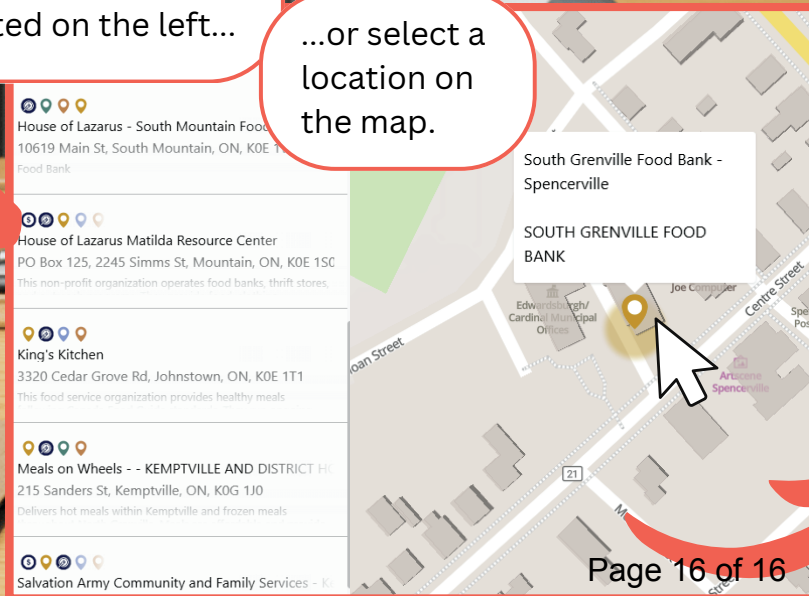 ted on the left...
...or select a
location on
the map.
House of Lazarus - South Mountain Food
10619 Main St, South Mountain, ON, K0E
Food Bank
House of Lazarus Matilda Resource Center
PO Box 125, 2245 Simms St, Mountain, ON, K0E 1S0
This non-profit organization operates food banks, thrift stores,
King's Kitchen
3320 Cedar Grove Rd, Johnstown, ON, K0E 1T1
This food service organization provides healthy meals
Meals on Wheels - - KEMPTVILLE AND DISTRICT HO
215 Sanders St, Kemptville, ON, K0G 1J0
Delivers hot meals within Kemptville and frozen meals
Salvation Army Community and Family Services - Ke
South Grenville Food Bank -
Spencerville
SOUTH GRENVILLE FOOD
BANK
Joe Computer
Centre Street
Edwardsburgh/
Cardinal Municipal
Offices
Spe
Pos
oan Street
Artscene
Spencerville
21
Page 16 of 16